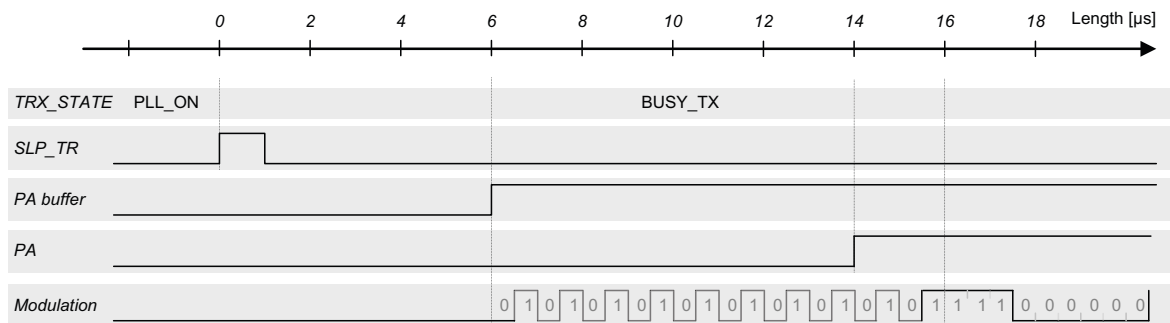 0 2 4 6 8 10 12 14 16 18 Length [µs]
TRX_STATE PLL_ON BUSY_TX
SLP_TR
PA buffer
PA
Modulation 0 1 0 1 0 1 0 1 0 1 0 1 0 1 0 1 0 1 0 1 1 1 1 0 0 0 0 0 0